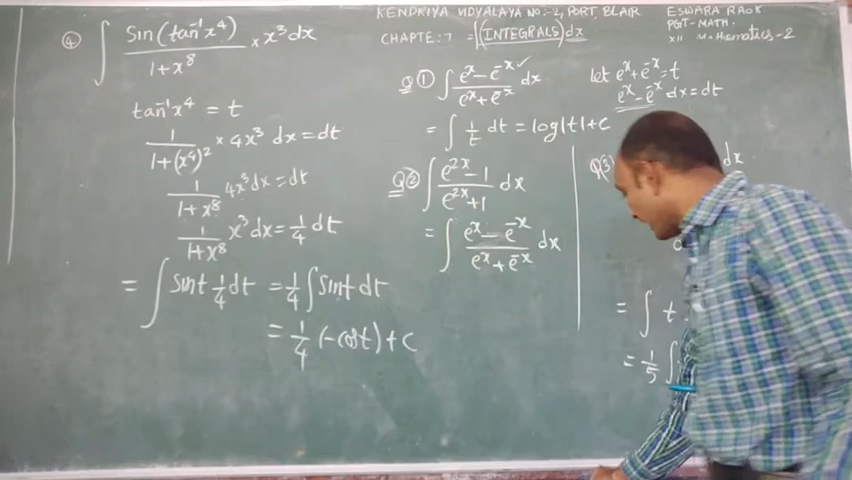 KENDRIYA VIDYALAYA NO:-2, PORT BLAIR
CHAPTE: 7 = ∫(INTEGRALS)dx
ESWARA RAO K
PGT-MATH.
XII Mathematics-2
④ ∫ Sin(tan⁻¹x⁴)/(1+x⁸) × x³dx
tan⁻¹x⁴ = t
1/(1+(x⁴)²) × 4x³ dx = dt
1/(1+x⁸) 4x³dx = dt
1/(1+x⁸) x³dx = 1/4 dt
= ∫ Sint 1/4 dt = 1/4 ∫ Sint dt
= 1/4 (-cost) + C
Q① ∫ (eˣ-e⁻ˣ)/(eˣ+e⁻ˣ) dx ✓
let eˣ+e⁻ˣ=t
eˣ-e⁻ˣ dx=dt
= ∫ 1/t dt = log|t|+C
Q② ∫ (e²ˣ-1)/(e²ˣ+1) dx
= ∫ (eˣ-e⁻ˣ)/(eˣ+e⁻ˣ) dx
Q③ dx
= ∫ t
= 1/5 ∫